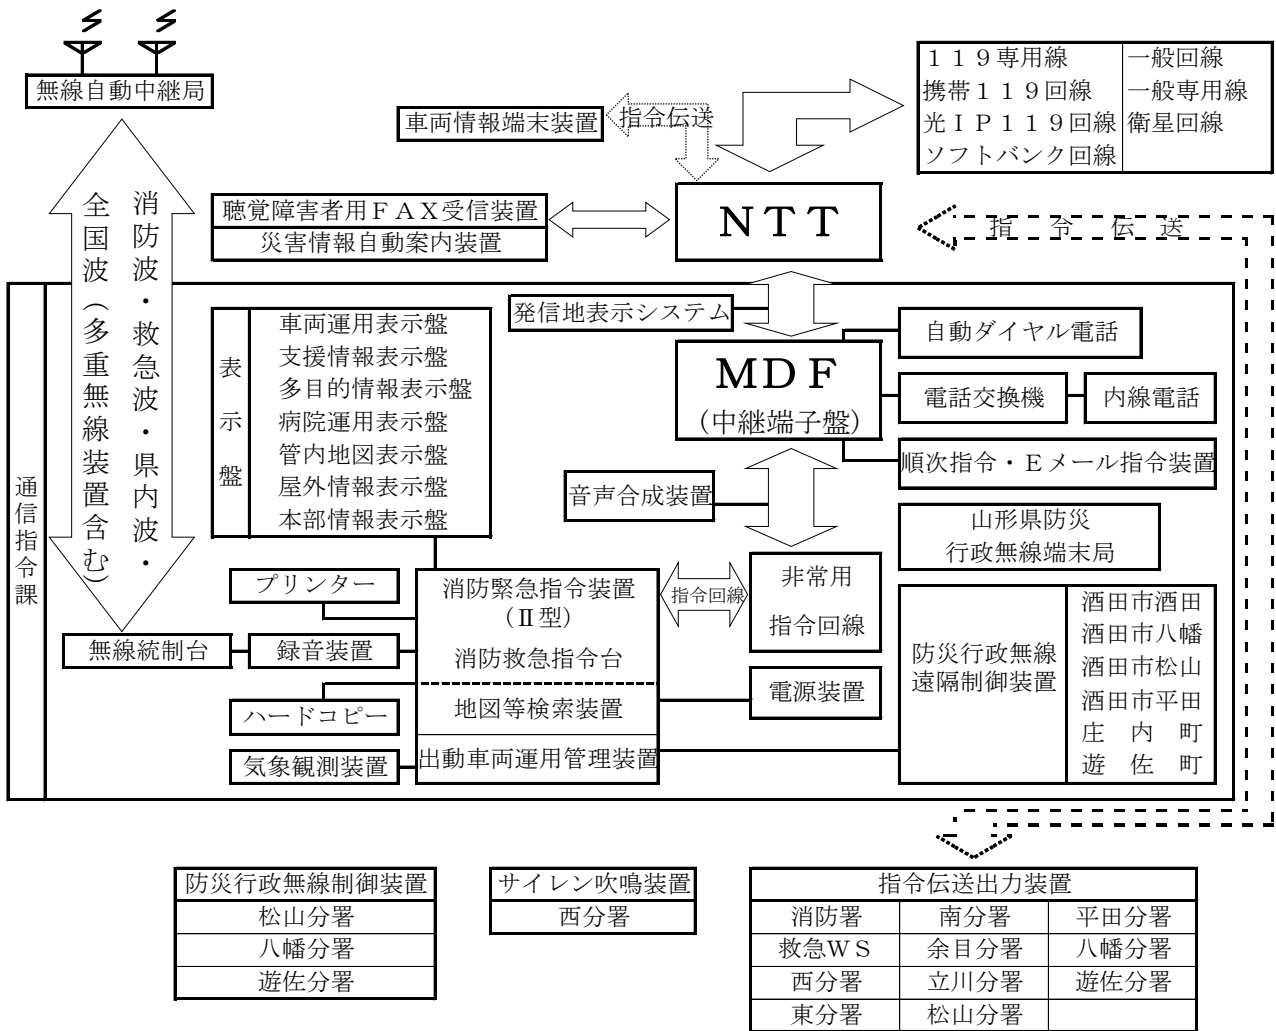 無線自動中継局
１１９専用線
携帯１１９回線
光ＩＰ１１９回線
ソフトバンク回線
一般回線
一般専用線
衛星回線
車両情報端末装置
指令伝送
聴覚障害者用ＦＡＸ受信装置
災害情報自動案内装置
ＮＴＴ
指　令　伝　送
消防波・救急波・県内波・
全国波（多重無線装置含む）
通信指令課
発信地表示システム
表示盤
車両運用表示盤
支援情報表示盤
多目的情報表示盤
病院運用表示盤
管内地図表示盤
屋外情報表示盤
本部情報表示盤
ＭＤＦ
（中継端子盤）
自動ダイヤル電話
電話交換機
内線電話
順次指令・Ｅメール指令装置
音声合成装置
山形県防災
行政無線端末局
プリンター
無線統制台
録音装置
ハードコピー
気象観測装置
消防緊急指令装置
（Ⅱ型）
消防救急指令台
地図等検索装置
出動車両運用管理装置
指令回線
非常用
指令回線
電源装置
防災行政無線
遠隔制御装置
酒田市酒田
酒田市八幡
酒田市松山
酒田市平田
庄　内　町
遊　佐　町
防災行政無線制御装置
松山分署
八幡分署
遊佐分署
サイレン吹鳴装置
西分署
指令伝送出力装置
消防署　南分署　平田分署
救急ＷＳ　余目分署　八幡分署
西分署　立川分署　遊佐分署
東分署　松山分署